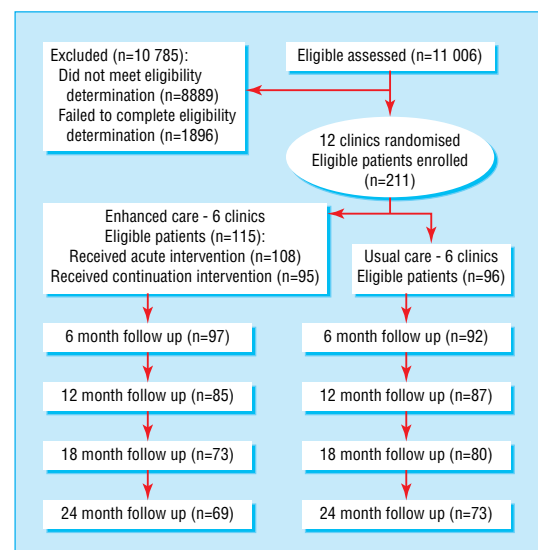 Excluded (n=10 785):
Did not meet eligibility
determination (n=8889)
Failed to complete eligibility
determination (n=1896)
Eligible assessed (n=11 006)
12 clinics randomised
Eligible patients enrolled
(n=211)
Enhanced care - 6 clinics
Eligible patients (n=115):
Received acute intervention (n=108)
Received continuation intervention (n=95)
Usual care - 6 clinics
Eligible patients (n=96)
6 month follow up (n=97)
6 month follow up (n=92)
12 month follow up (n=85)
12 month follow up (n=87)
18 month follow up (n=73)
18 month follow up (n=80)
24 month follow up (n=69)
24 month follow up (n=73)